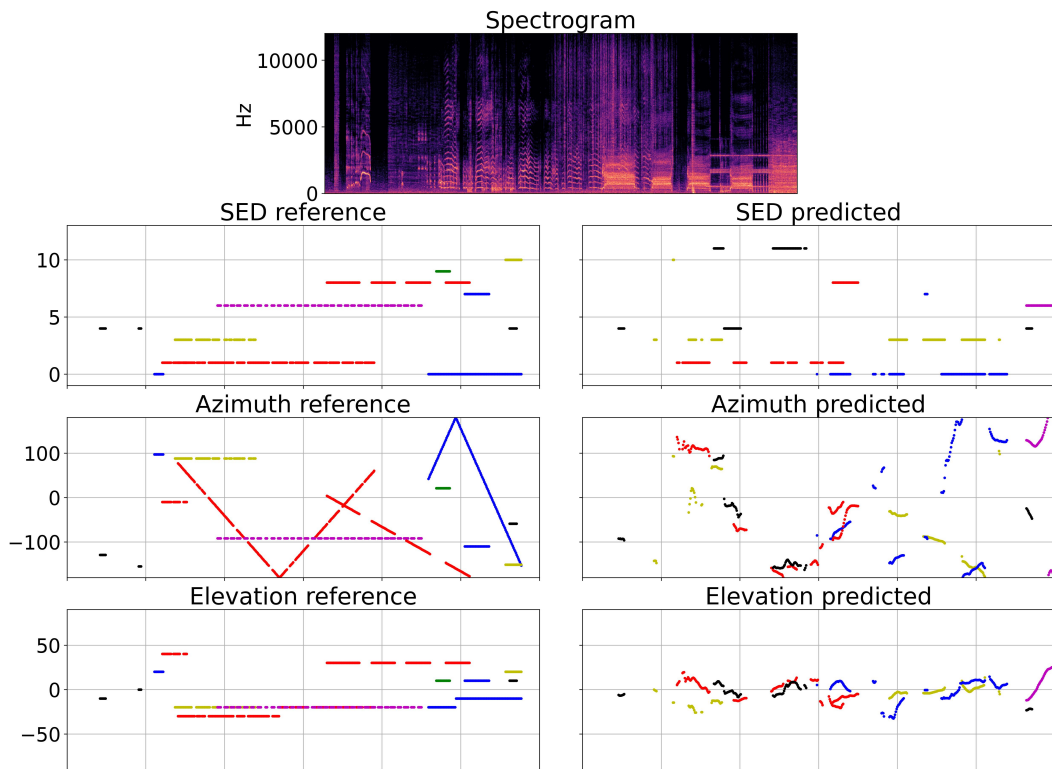 Spectrogram
10000
5000
0
Hz
SED reference
SED predicted
10
5
0
Azimuth reference
Azimuth predicted
100
0
−100
Elevation reference
Elevation predicted
50
0
−50